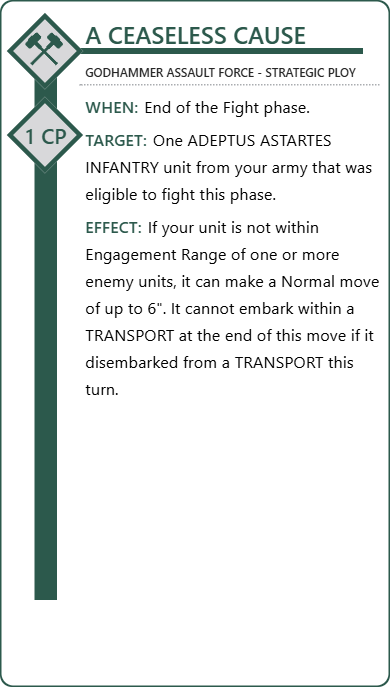 A CEASELESS CAUSE
GODHAMMER ASSAULT FORCE - STRATEGIC PLOY
1 CP
WHEN: End of the Fight phase.
TARGET: One ADEPTUS ASTARTES
INFANTRY unit from your army that was
eligible to fight this phase.
EFFECT: If your unit is not within
Engagement Range of one or more
enemy units, it can make a Normal move
of up to 6". It cannot embark within a
TRANSPORT at the end of this move if it
disembarked from a TRANSPORT this
turn.